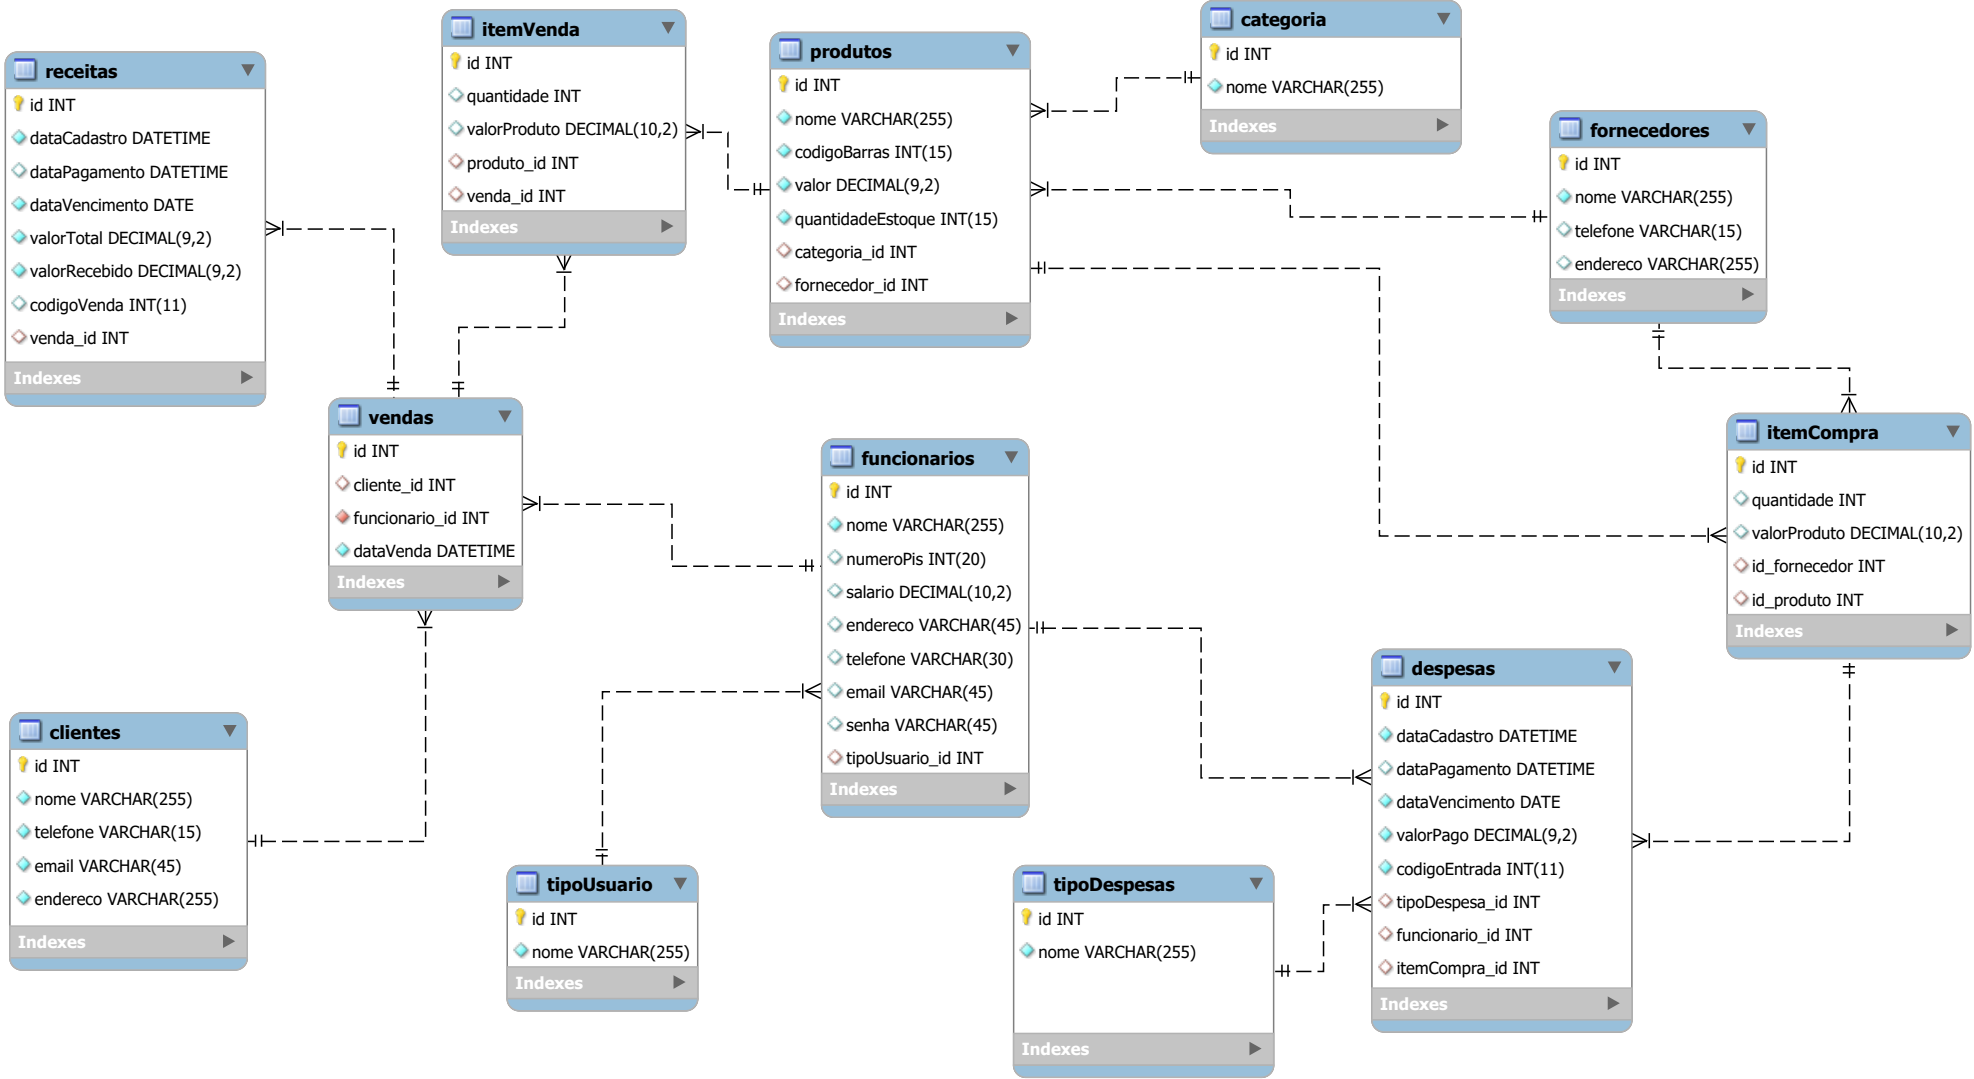 receitas
id INT
dataCadastro DATETIME
dataPagamento DATETIME
dataVencimento DATE
valorTotal DECIMAL(9,2)
valorRecebido DECIMAL(9,2)
codigoVenda INT(11)
venda_id INT
Indexes
itemVenda
id INT
quantidade INT
valorProduto DECIMAL(10,2)
produto_id INT
venda_id INT
Indexes
produtos
id INT
nome VARCHAR(255)
codigoBarras INT(15)
valor DECIMAL(9,2)
quantidadeEstoque INT(15)
categoria_id INT
fornecedor_id INT
Indexes
categoria
id INT
nome VARCHAR(255)
Indexes
fornecedores
id INT
nome VARCHAR(255)
telefone VARCHAR(15)
endereco VARCHAR(255)
Indexes
vendas
id INT
cliente_id INT
funcionario_id INT
dataVenda DATETIME
Indexes
funcionarios
id INT
nome VARCHAR(255)
numeroPis INT(20)
salario DECIMAL(10,2)
endereco VARCHAR(45)
telefone VARCHAR(30)
email VARCHAR(45)
senha VARCHAR(45)
tipoUsuario_id INT
Indexes
itemCompra
id INT
quantidade INT
valorProduto DECIMAL(10,2)
id_fornecedor INT
id_produto INT
Indexes
clientes
id INT
nome VARCHAR(255)
telefone VARCHAR(15)
email VARCHAR(45)
endereco VARCHAR(255)
Indexes
tipoUsuario
id INT
nome VARCHAR(255)
Indexes
tipoDespesas
id INT
nome VARCHAR(255)
Indexes
despesas
id INT
dataCadastro DATETIME
dataPagamento DATETIME
dataVencimento DATE
valorPago DECIMAL(9,2)
codigoEntrada INT(11)
tipoDespesa_id INT
funcionario_id INT
itemCompra_id INT
Indexes